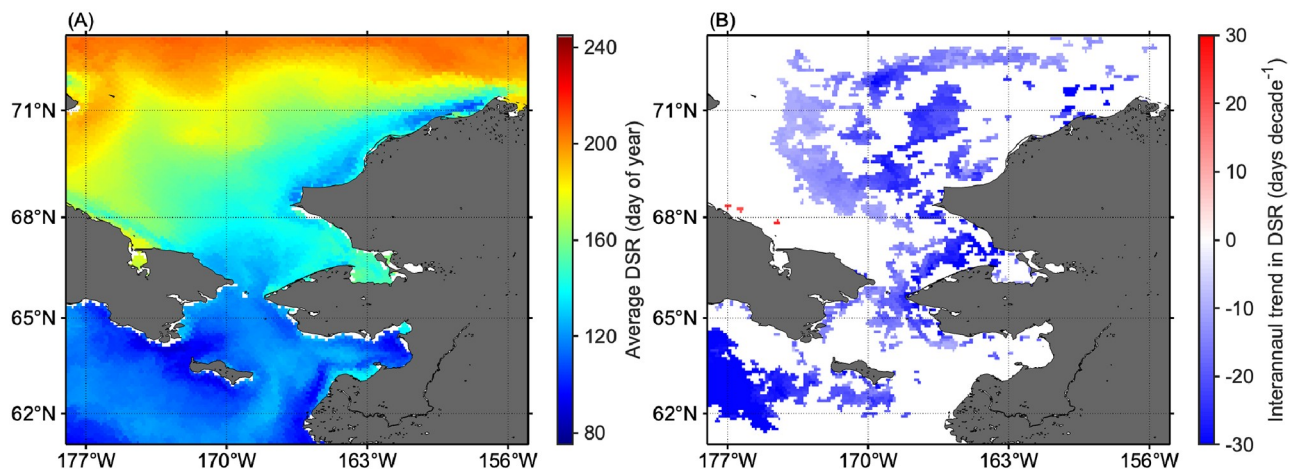 (A)
71°N
68°N
65°N
62°N
177°W
170°W
163°W
156°W
240
200
160
120
80
Average DSR (day of year)
(B)
71°N
68°N
65°N
62°N
177°W
170°W
163°W
156°W
30
20
10
0
-10
-20
-30
Interannaul trend in DSR (days decade⁻¹)